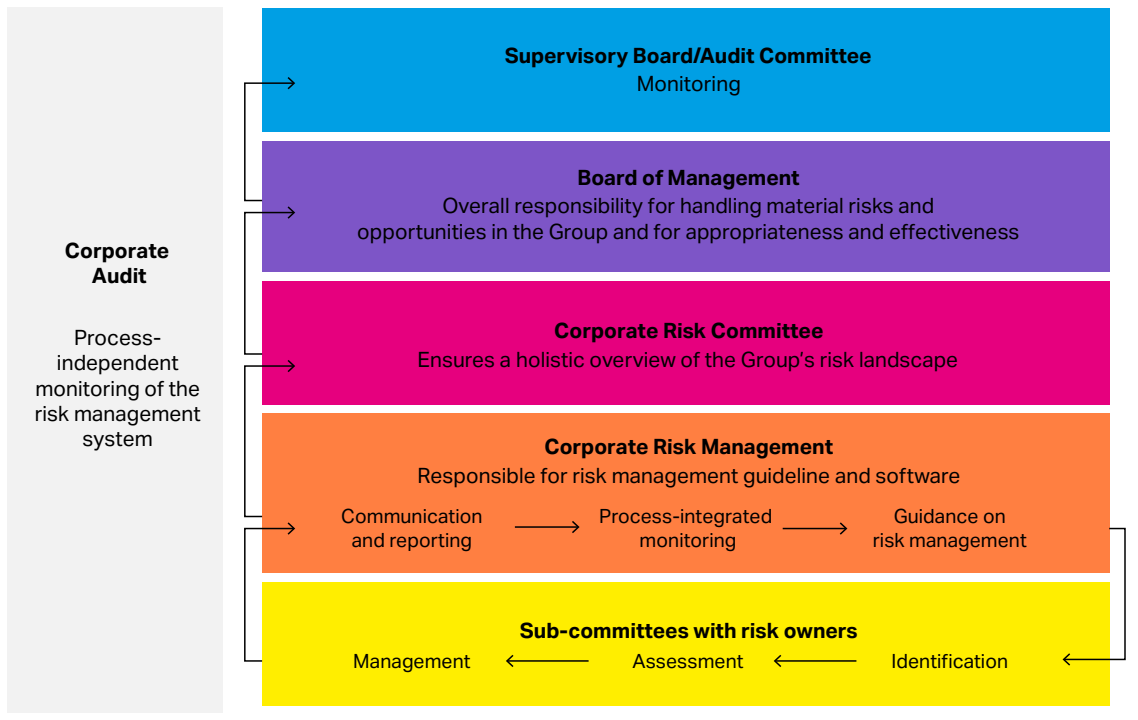 Corporate
Audit
Process-
independent
monitoring of the
risk management
system
Supervisory Board/Audit Committee
Monitoring
Board of Management
Overall responsibility for handling material risks and
opportunities in the Group and for appropriateness and effectiveness
Corporate Risk Committee
Ensures a holistic overview of the Group’s risk landscape
Corporate Risk Management
Responsible for risk management guideline and software
Communication
and reporting
Process-integrated
monitoring
Guidance on
risk management
Sub-committees with risk owners
Management
Assessment
Identification